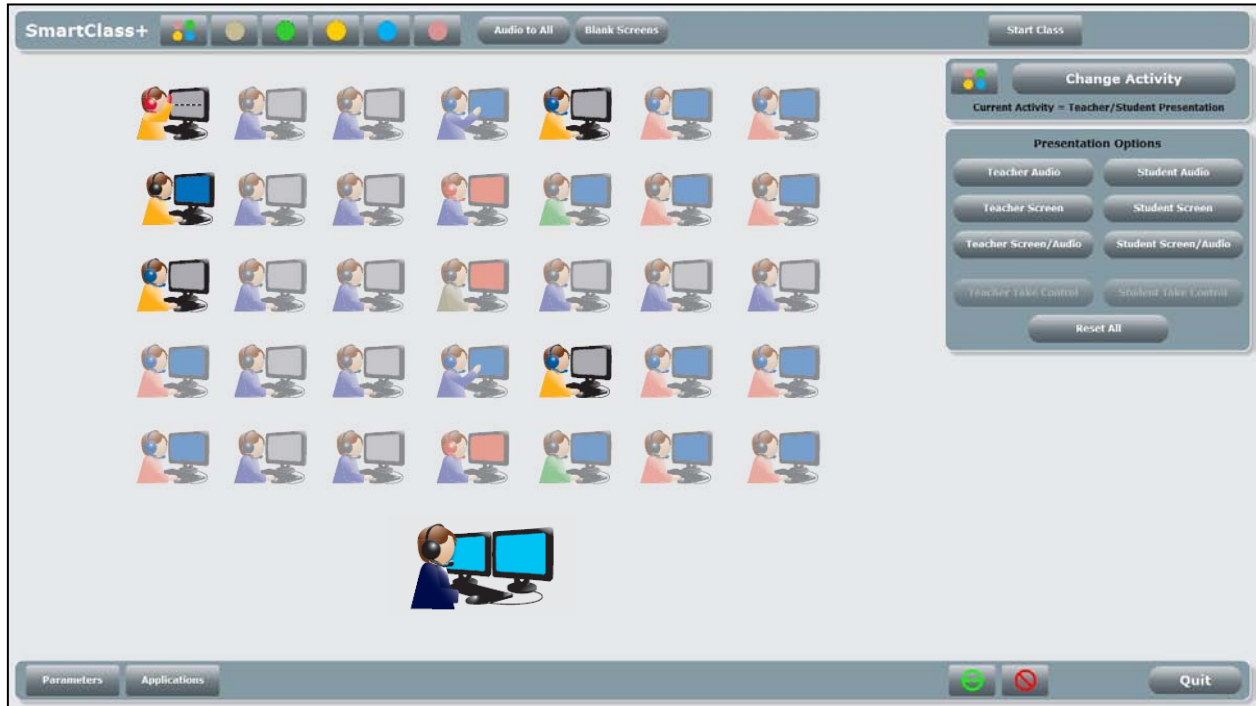 SmartClass+ Audio to All Blank Screens Start Class
Change Activity
Current Activity = Teacher/Student Presentation
Presentation Options
Teacher Audio Student Audio
Teacher Screen Student Screen
Teacher Screen/Audio Student Screen/Audio
Teacher Take Control Student Take Control
Reset All
Parameters Applications Quit